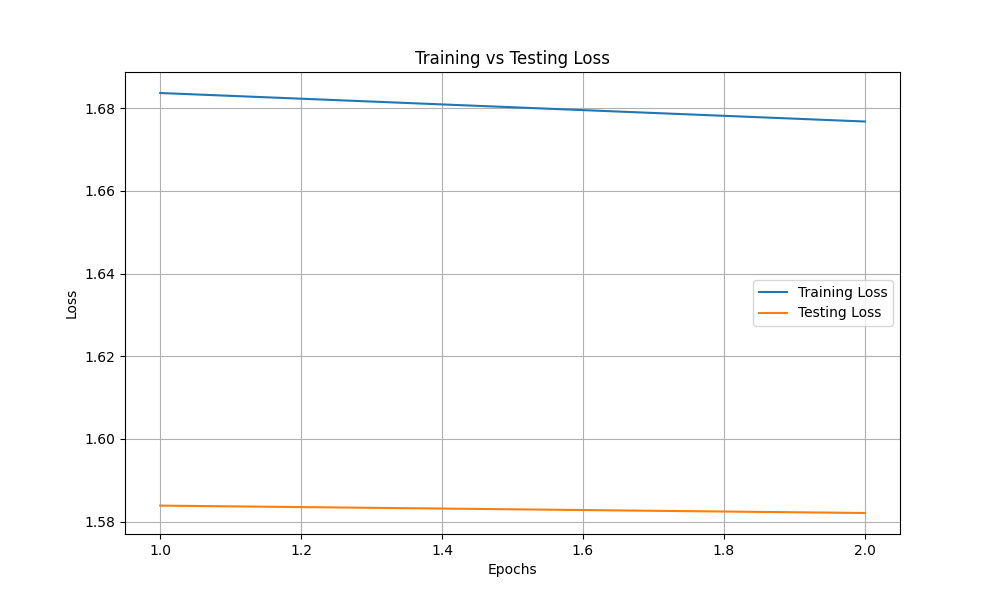 Training vs Testing Loss
1.68
1.66
1.64
1.62
1.60
1.58
Loss
Training Loss
Testing Loss
1.0 1.2 1.4 1.6 1.8 2.0
Epochs